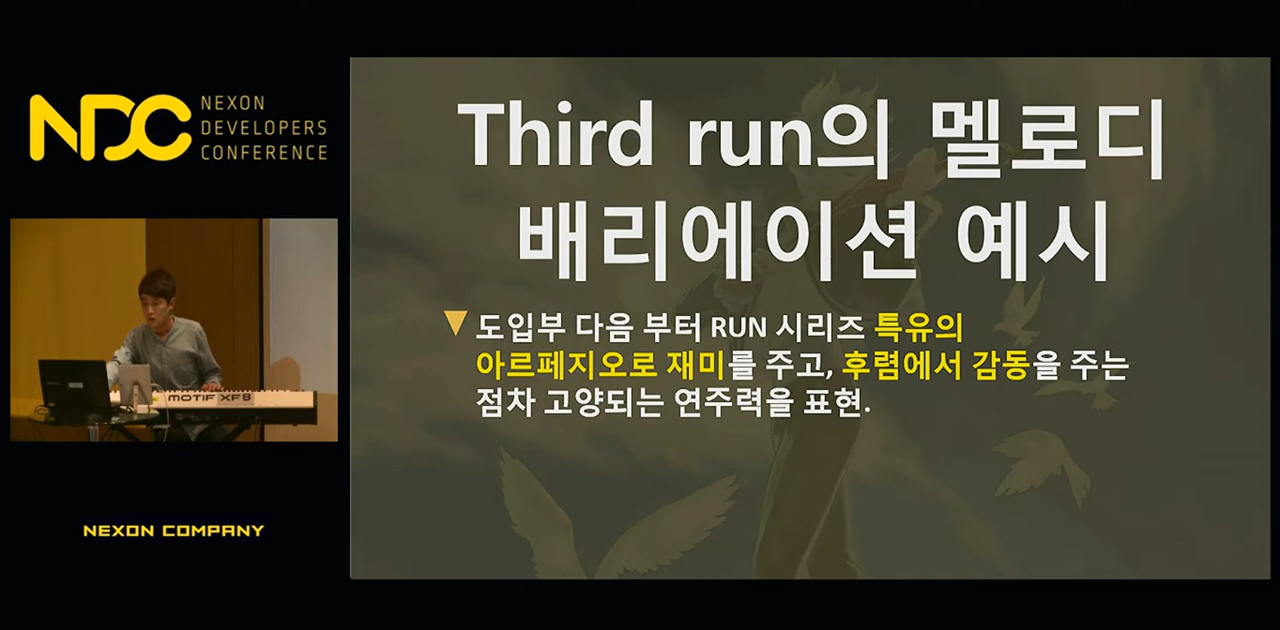 NDC
NEXON
DEVELOPERS
CONFERENCE
Third run의 멜로디
배리에이션 예시
도입부 다음 부터 RUN 시리즈 특유의
아르페지오로 재미를 주고, 후렴에서 감동을 주는
점차 고양되는 연주력을 표현.
MOTIF XF8
NEXON COMPANY